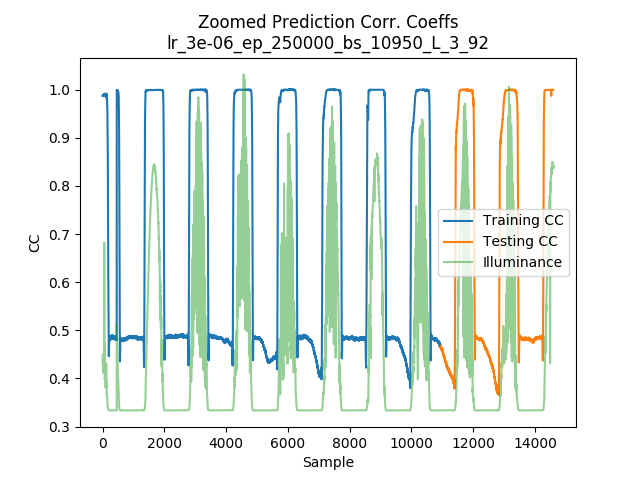 Zoomed Prediction Corr. Coeffs
lr_3e-06_ep_250000_bs_10950_L_3_92
1.0
0.9
0.8
0.7
0.6
0.5
0.4
0.3
CC
Training CC
Testing CC
Illuminance
0 2000 4000 6000 8000 10000 12000 14000
Sample